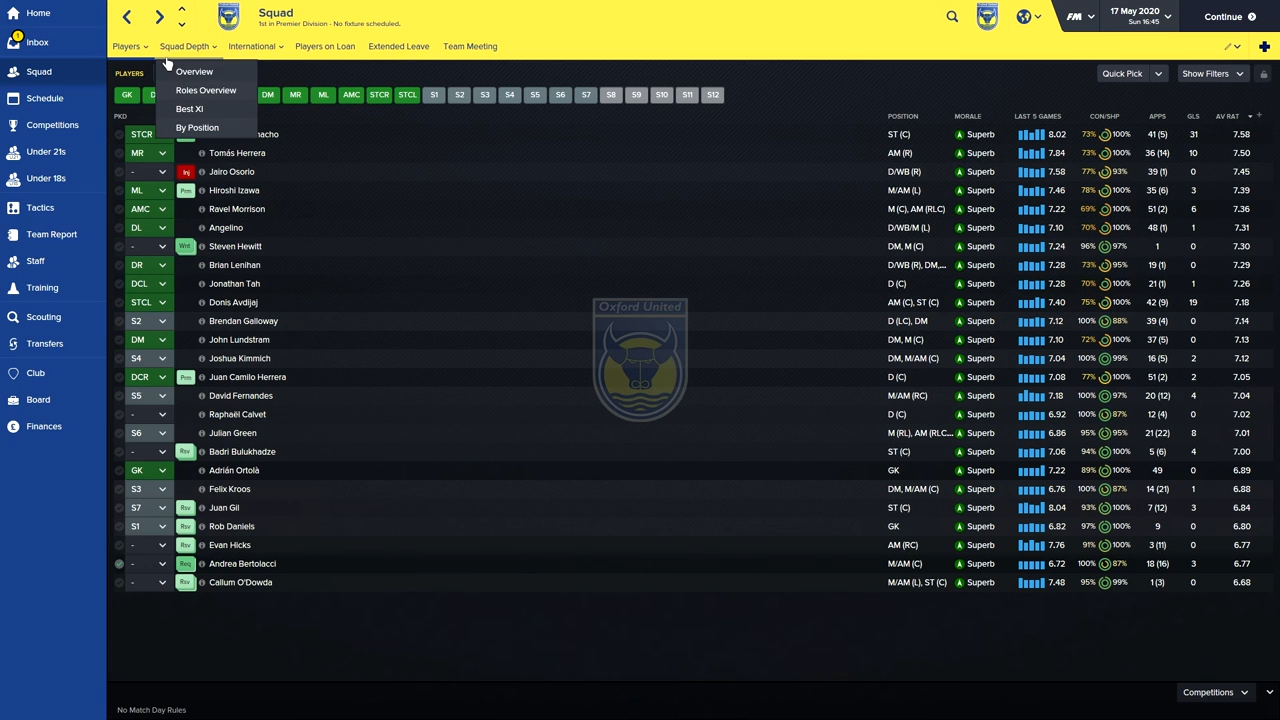 Home
Squad
1st in Premier Division - No fixture scheduled.
FM
17 May 2020
Sun 16:45
Continue
1
Inbox
Players
Squad Depth
International
Players on Loan
Extended Leave
Team Meeting
Squad
PLAYERS
Overview
Quick Pick
Show Filters
Schedule
GK
Roles Overview
DM MR ML AMC STCR STCL S1 S2 S3 S4 S5 S6 S7 S8 S9 S10 S11 S12
Competitions
Best XI
PKD
POSITION MORALE LAST 5 GAMES CON/SHP APPS GLS AV RAT
Under 21s
By Position
STCR ST (C) Superb 8.02 73% 100% 41 (5) 31 7.58
MR Tomás Herrera AM (R) Superb 7.84 73% 100% 36 (14) 10 7.50
- Inj Jairo Osorio D/WB (R) Superb 7.58 77% 93% 39 (1) 0 7.45
Under 18s
ML Prm Hiroshi Izawa M/AM (L) Superb 7.46 78% 100% 35 (6) 3 7.39
Tactics
AMC Ravel Morrison M (C), AM (RLC) Superb 7.22 69% 100% 51 (2) 6 7.36
Team Report
DL Angelino D/WB/M (L) Superb 7.10 70% 100% 48 (1) 1 7.31
- Wnt Steven Hewitt DM, M (C) Superb 7.24 96% 97% 1 0 7.30
Staff
DR Brian Lenihan D/WB (R), DM,... Superb 7.28 73% 95% 19 (1) 0 7.29
Training
DCL Jonathan Tah D (C) Superb 7.28 70% 100% 21 (1) 1 7.26
STCL Donis Avdijaj AM (C), ST (C) Superb 7.40 75% 100% 42 (9) 19 7.18
Oxford United
Scouting
S2 Brendan Galloway D (LC), DM Superb 7.12 100% 88% 39 (4) 0 7.14
Transfers
DM John Lundstram DM, M (C) Superb 7.10 72% 100% 37 (5) 0 7.13
S4 Joshua Kimmich DM, M/AM (C) Superb 7.04 100% 99% 16 (5) 2 7.12
Club
DCR Prm Juan Camilo Herrera D (C) Superb 7.08 77% 100% 51 (2) 1 7.05
Board
S5 David Fernandes M/AM (RC) Superb 7.18 100% 97% 20 (12) 4 7.04
- Raphaël Calvet D (C) Superb 6.92 100% 87% 12 (4) 0 7.02
Finances
S6 Julian Green M (RL), AM (RLC... Superb 6.86 95% 95% 21 (22) 8 7.01
- Rsv Badri Bulukhadze ST (C) Superb 7.06 94% 100% 5 (6) 4 7.00
GK Adrián Ortolà GK Superb 7.22 89% 100% 49 0 6.89
S3 Felix Kroos DM, M/AM (C) Superb 6.76 100% 87% 14 (21) 1 6.88
S7 Rsv Juan Gil ST (C) Superb 8.04 93% 100% 7 (12) 3 6.84
S1 Rsv Rob Daniels GK Superb 6.82 97% 100% 9 0 6.80
- Rsv Evan Hicks AM (RC) Superb 7.76 91% 100% 3 (11) 0 6.77
- Req Andrea Bertolacci M/AM (C) Superb 6.72 100% 87% 18 (16) 3 6.77
- Rsv Callum O'Dowda M/AM (L), ST (C) Superb 7.48 95% 99% 1 (3) 0 6.68
Competitions
No Match Day Rules